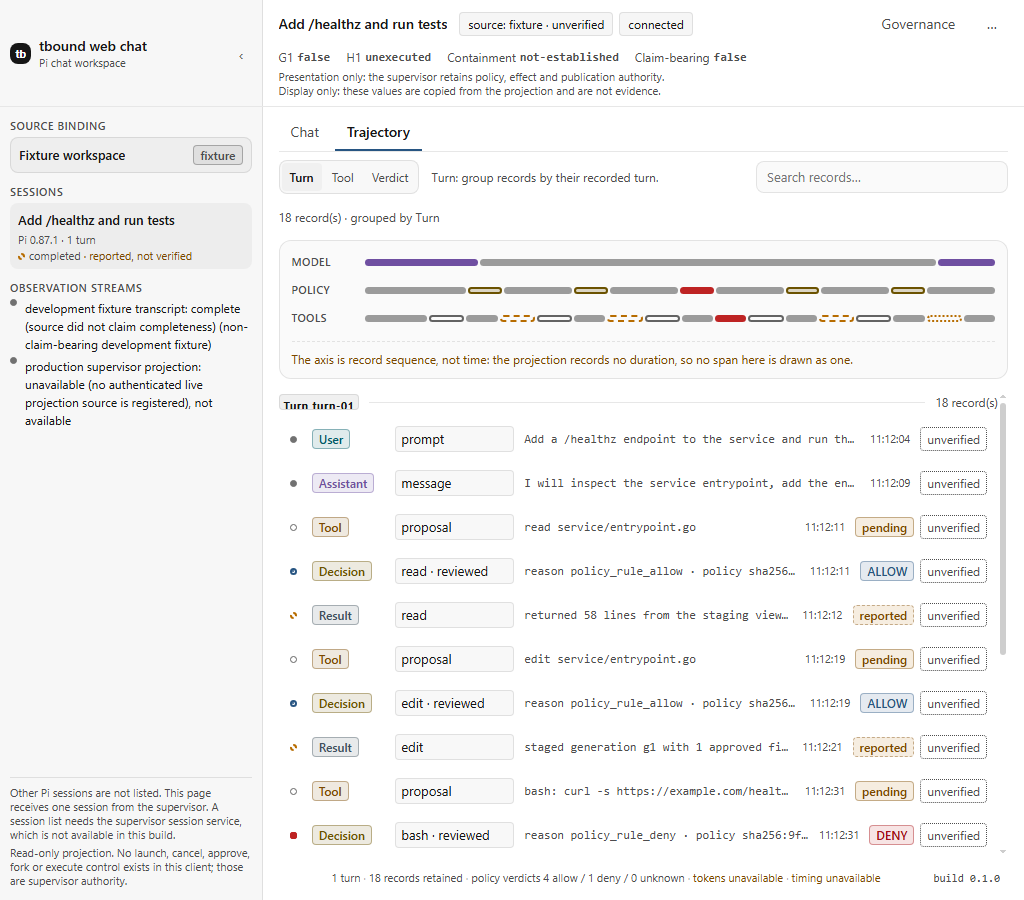 tb
tbound web chat
Pi chat workspace
‹
SOURCE BINDING
Fixture workspace fixture
SESSIONS
Add /healthz and run tests
Pi 0.87.1 · 1 turn
completed · reported, not verified
OBSERVATION STREAMS
development fixture transcript: complete
(source did not claim completeness) (non-
claim-bearing development fixture)
production supervisor projection:
unavailable (no authenticated live
projection source is registered), not
available
Other Pi sessions are not listed. This page
receives one session from the supervisor. A
session list needs the supervisor session service,
which is not available in this build.
Read-only projection. No launch, cancel, approve,
fork or execute control exists in this client; those
are supervisor authority.
Add /healthz and run tests source: fixture · unverified connected Governance ...
G1 false H1 unexecuted Containment not-established Claim-bearing false
Presentation only: the supervisor retains policy, effect and publication authority.
Display only: these values are copied from the projection and are not evidence.
Chat Trajectory
Turn Tool Verdict Turn: group records by their recorded turn. Search records...
18 record(s) · grouped by Turn
MODEL
POLICY
TOOLS
The axis is record sequence, not time: the projection records no duration, so no span here is drawn as one.
Turn turn-01 18 record(s)
User prompt Add a /healthz endpoint to the service and run th… 11:12:04 unverified
Assistant message I will inspect the service entrypoint, add the en… 11:12:09 unverified
Tool proposal read service/entrypoint.go 11:12:11 pending unverified
Decision read · reviewed reason policy_rule_allow · policy sha256… 11:12:11 ALLOW unverified
Result read returned 58 lines from the staging view… 11:12:12 reported unverified
Tool proposal edit service/entrypoint.go 11:12:19 pending unverified
Decision edit · reviewed reason policy_rule_allow · policy sha256… 11:12:19 ALLOW unverified
Result edit staged generation g1 with 1 approved fi… 11:12:21 reported unverified
Tool proposal bash: curl -s https://example.com/healt… 11:12:31 pending unverified
Decision bash · reviewed reason policy_rule_deny · policy sha256:9f… 11:12:31 DENY unverified
1 turn · 18 records retained · policy verdicts 4 allow / 1 deny / 0 unknown · tokens unavailable · timing unavailable build 0.1.0